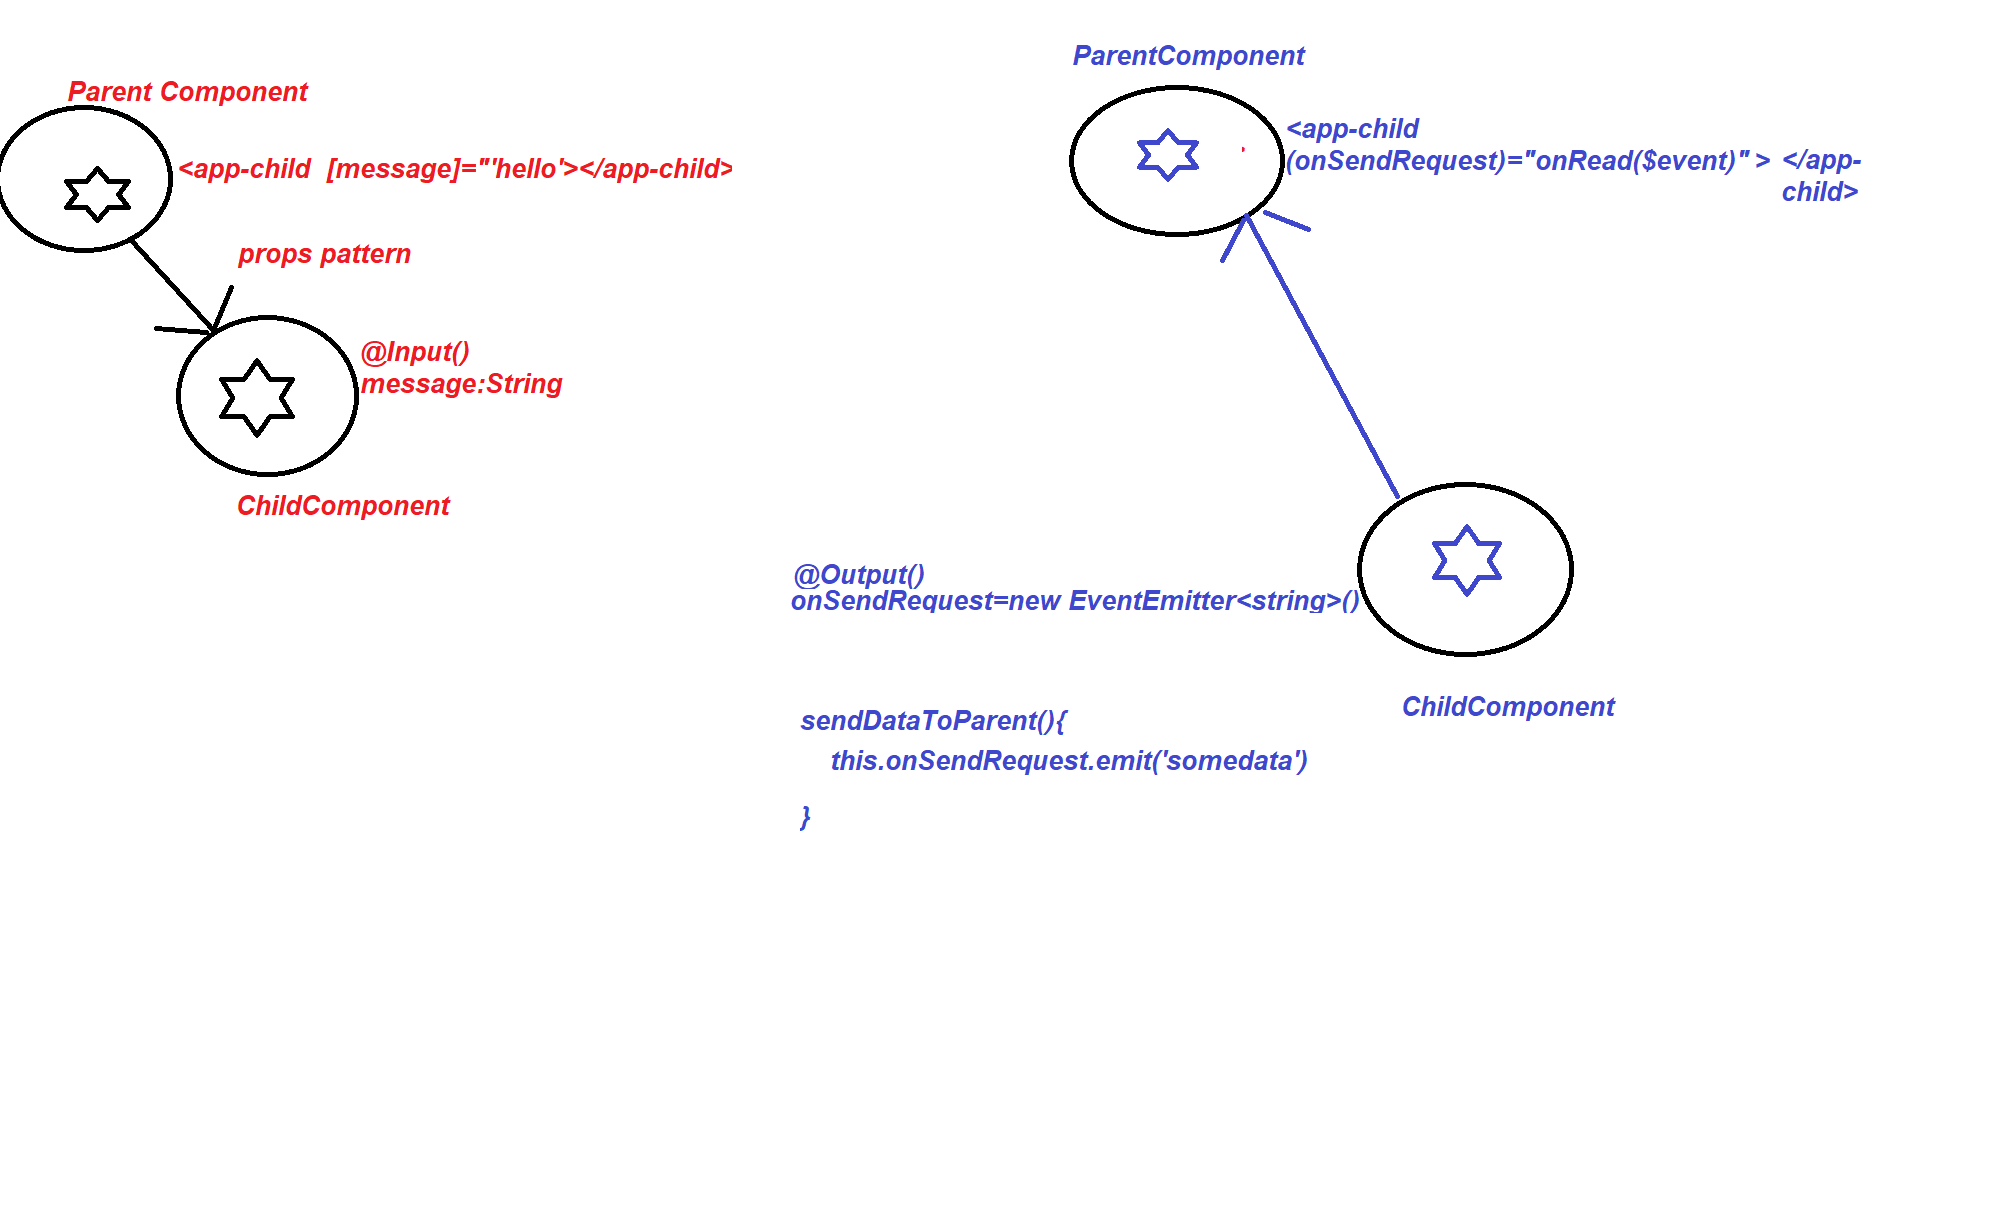 Parent Component
<app-child  [message]="'hello'></app-child>
props pattern
@Input()
message:String
ChildComponent
ParentComponent
<app-child
(onSendRequest)="onRead($event)" >
</app-
child>
@Output()
onSendRequest=new EventEmitter<string>()
ChildComponent
sendDataToParent(){
this.onSendRequest.emit('somedata')
}